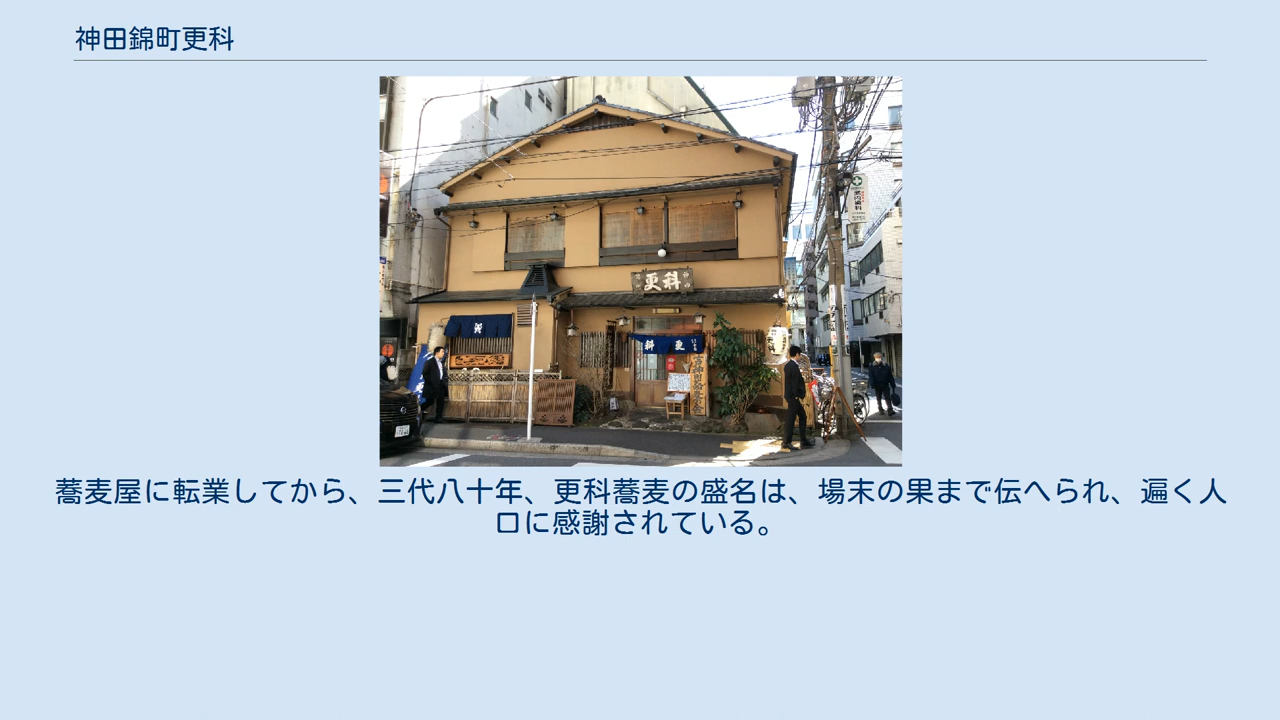 神田錦町更科
更科
更科
蕎麦屋に転業してから、三代八十年、更科蕎麦の盛名は、場末の果まで伝へられ、遍く人
口に感謝されている。